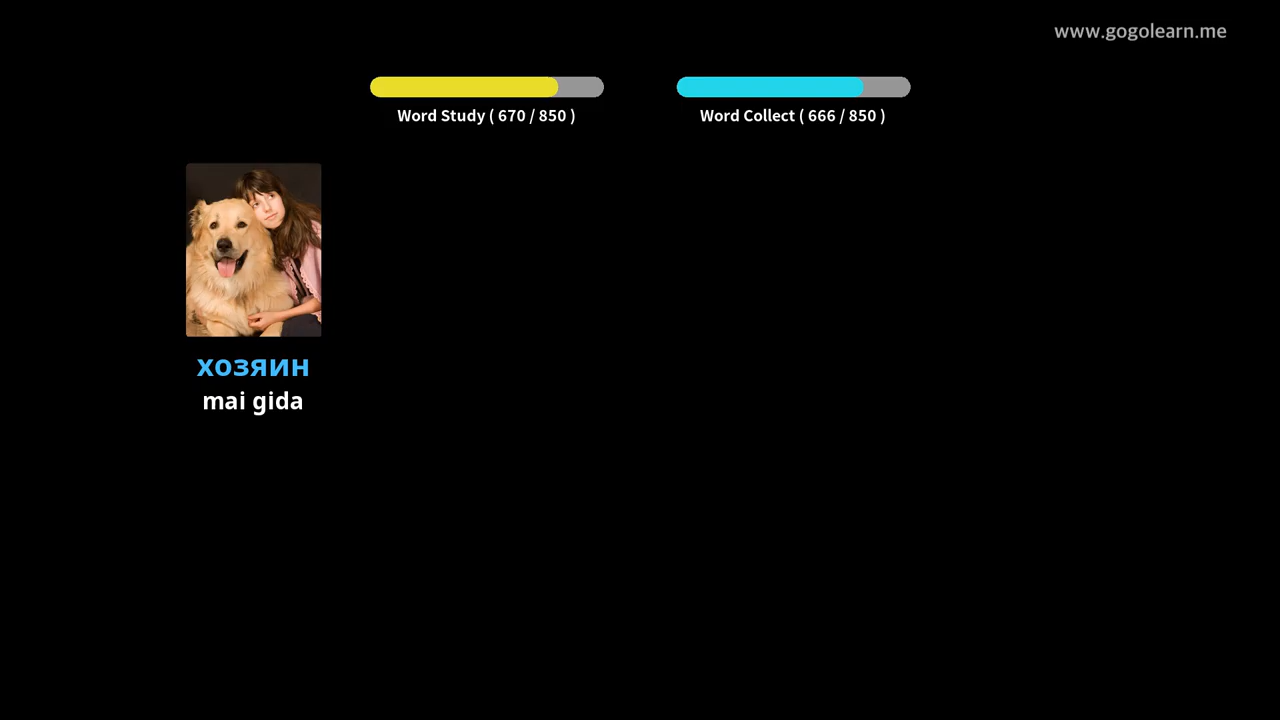 www.gogolearn.me
Word Study ( 670 / 850 )
Word Collect ( 666 / 850 )
хозяин
mai gida